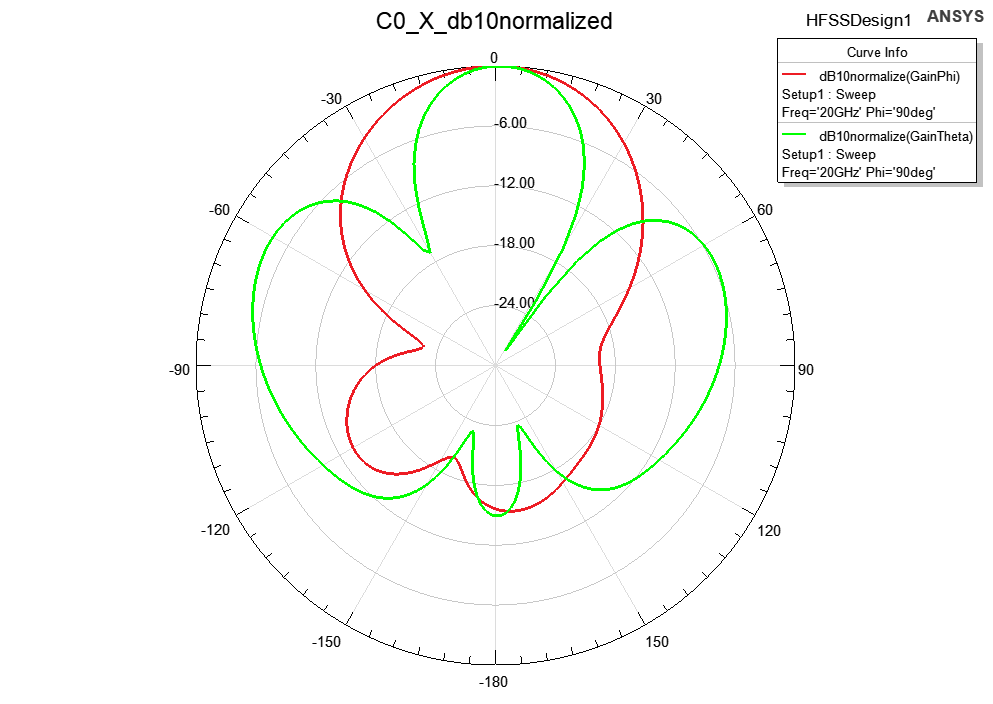 C0_X_db10normalized
HFSSDesign1
ANSYS
Curve Info
dB10normalize(GainPhi)
Setup1 : Sweep
Freq='20GHz' Phi='90deg'
dB10normalize(GainTheta)
Setup1 : Sweep
Freq='20GHz' Phi='90deg'
0
-30
30
-6.00
-12.00
-60
60
-18.00
-24.00
-90
90
-120
120
-150
150
-180